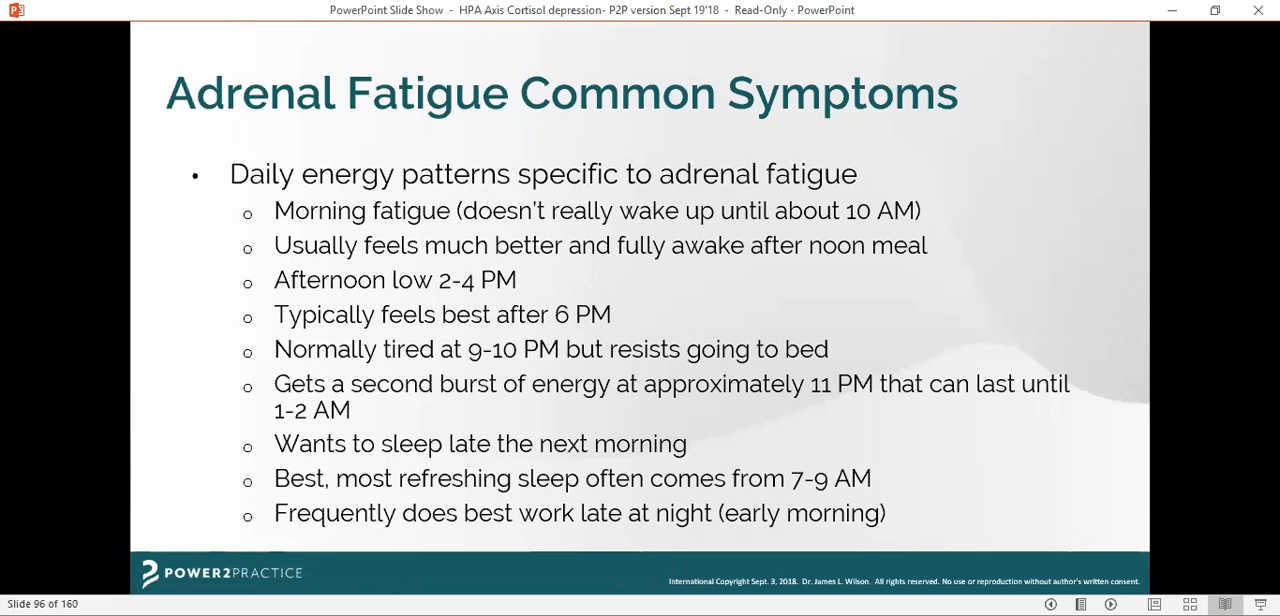 PowerPoint Slide Show - HPA Axis Cortisol depression- P2P version Sept 19'18 - Read-Only - PowerPoint
Adrenal Fatigue Common Symptoms
• Daily energy patterns specific to adrenal fatigue
o Morning fatigue (doesn't really wake up until about 10 AM)
o Usually feels much better and fully awake after noon meal
o Afternoon low 2-4 PM
o Typically feels best after 6 PM
o Normally tired at 9-10 PM but resists going to bed
o Gets a second burst of energy at approximately 11 PM that can last until
1-2 AM
o Wants to sleep late the next morning
o Best, most refreshing sleep often comes from 7-9 AM
o Frequently does best work late at night (early morning)
POWER2PRACTICE
International Copyright Sept. 3, 2018. Dr. James L. Wilson. All rights reserved. No use or reproduction without author's written consent.
Slide 96 of 160